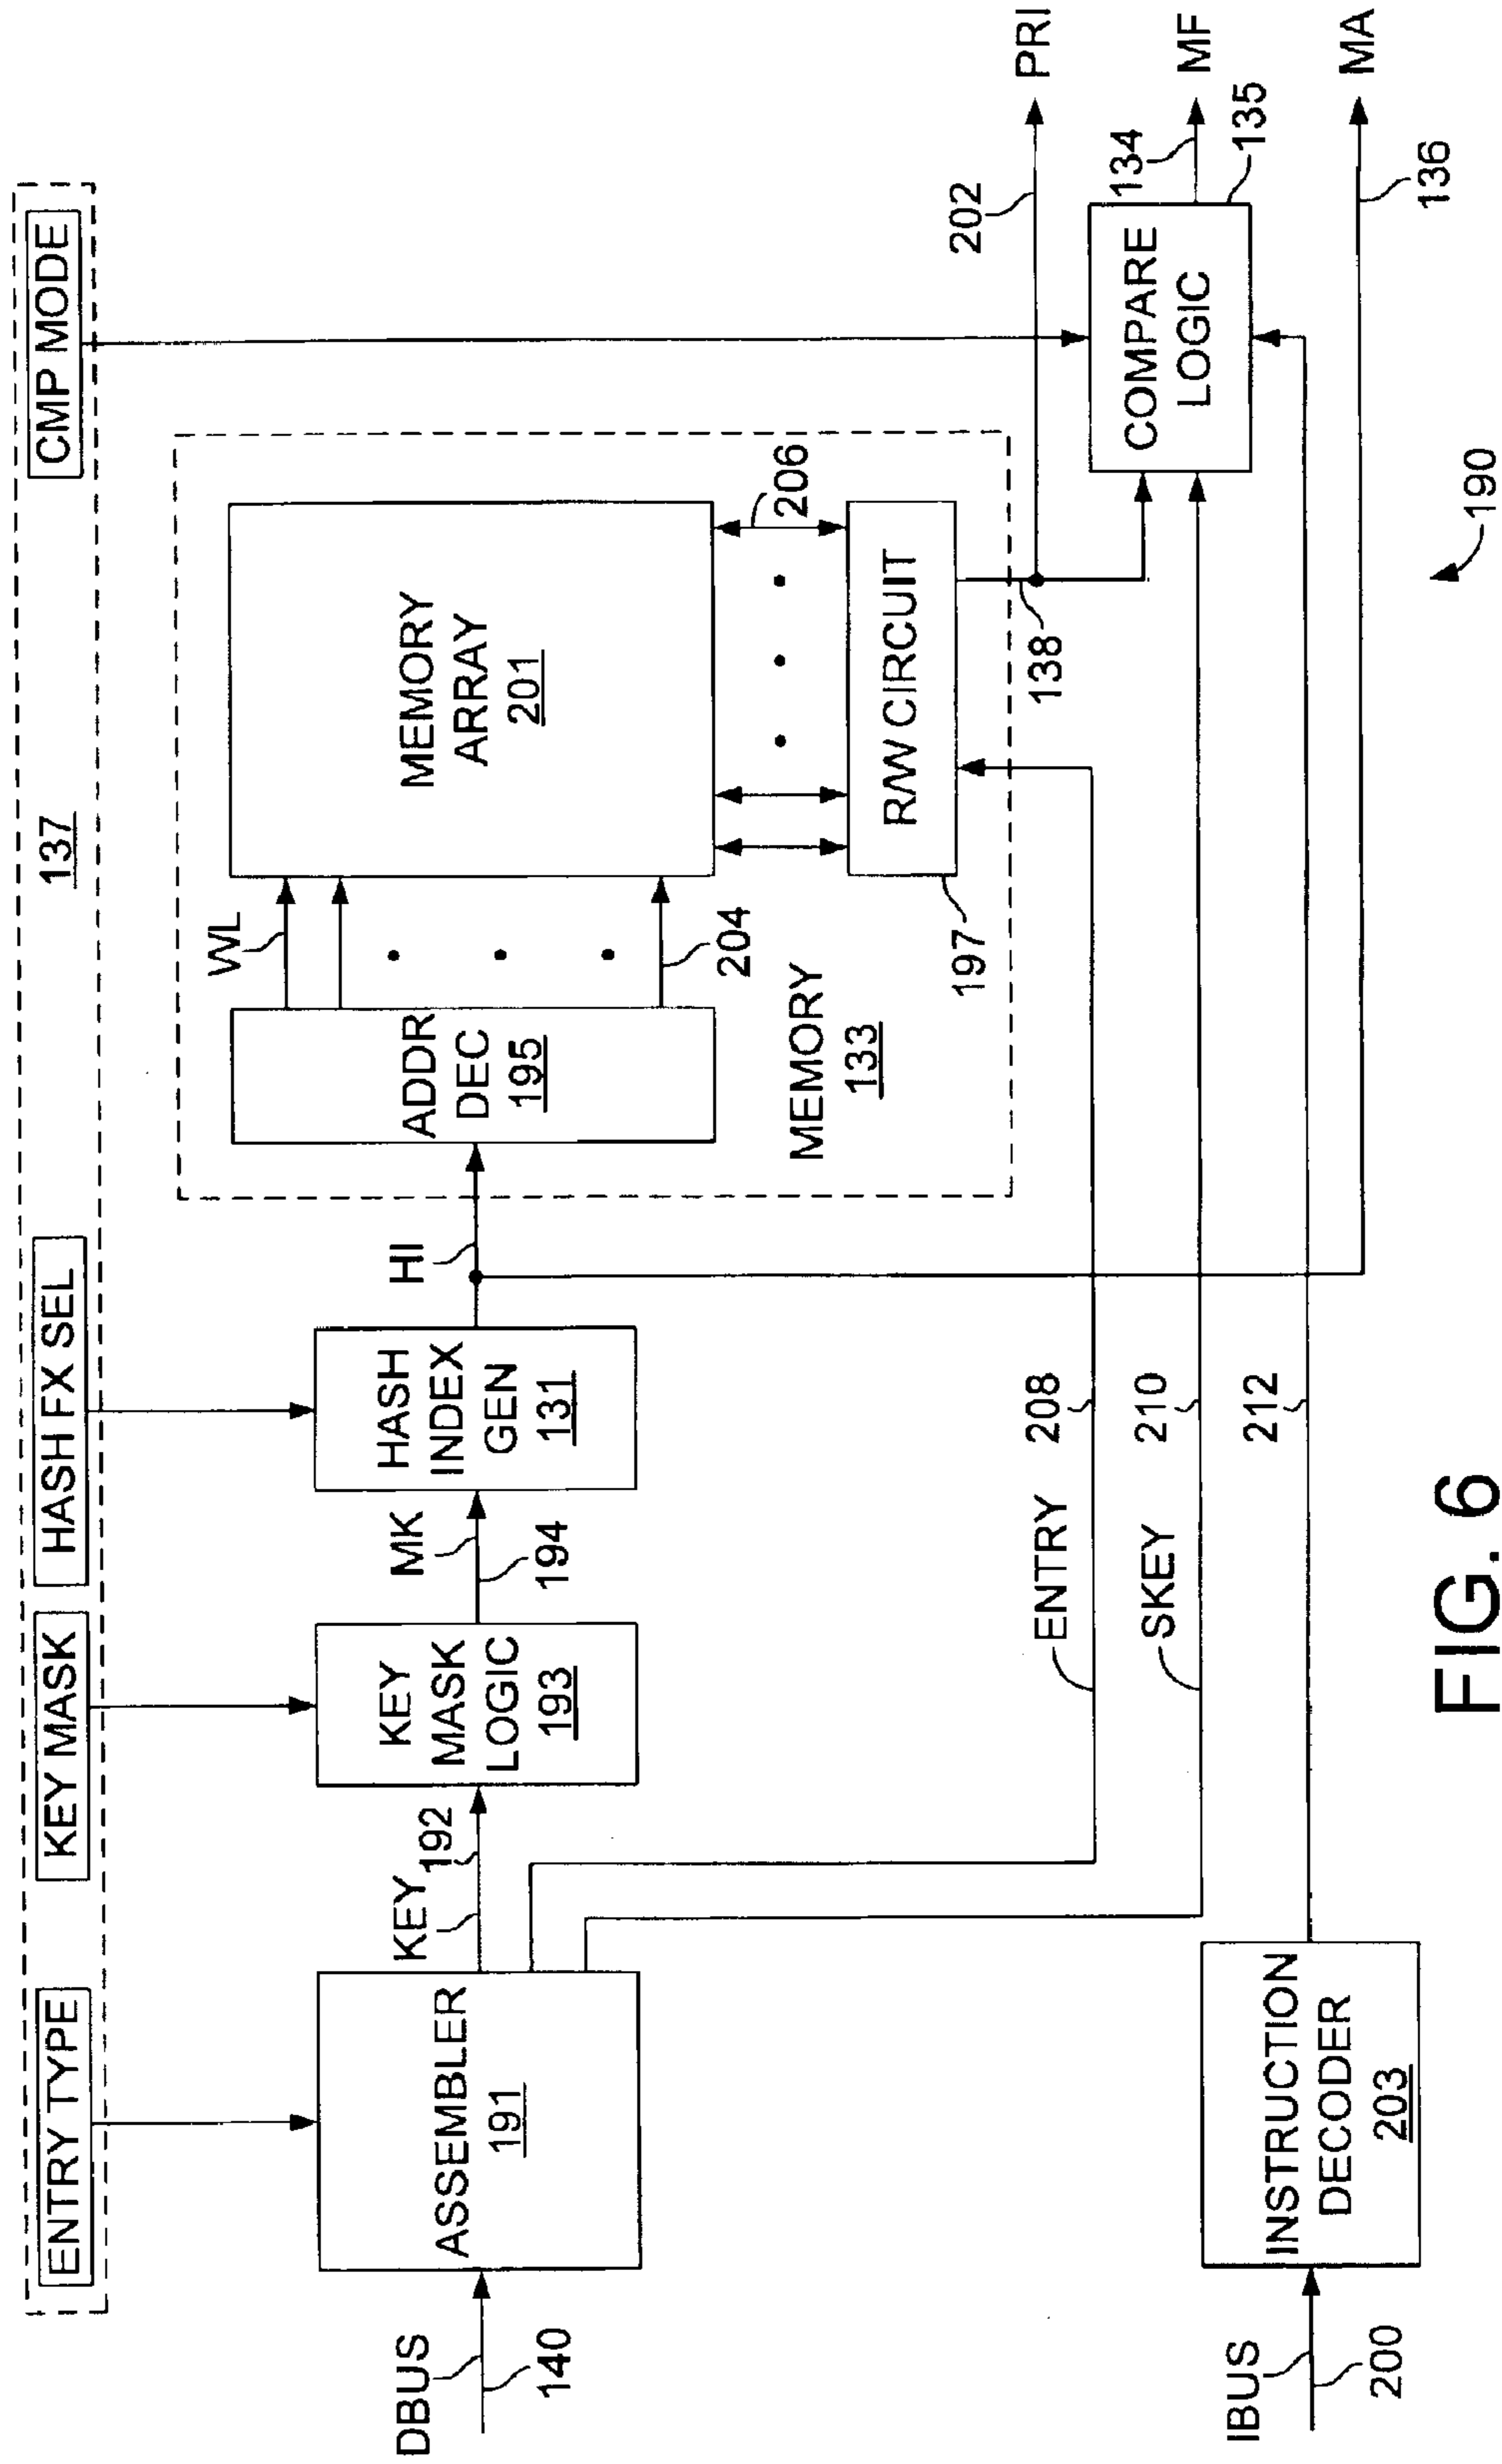 137
ENTRY TYPE
KEY MASK
HASH FX SEL
CMP MODE
DBUS
140
ASSEMBLER
191
KEY
192
KEY
MASK
LOGIC
193
MK
194
HASH
INDEX
GEN
131
HI
ADDR
DEC
195
WL
204
MEMORY
ARRAY
201
206
R/W CIRCUIT
197
MEMORY
133
138
202
PRI
ENTRY
208
SKEY
210
212
COMPARE
LOGIC
134
MF
135
MA
136
IBUS
200
INSTRUCTION
DECODER
203
190
FIG. 6